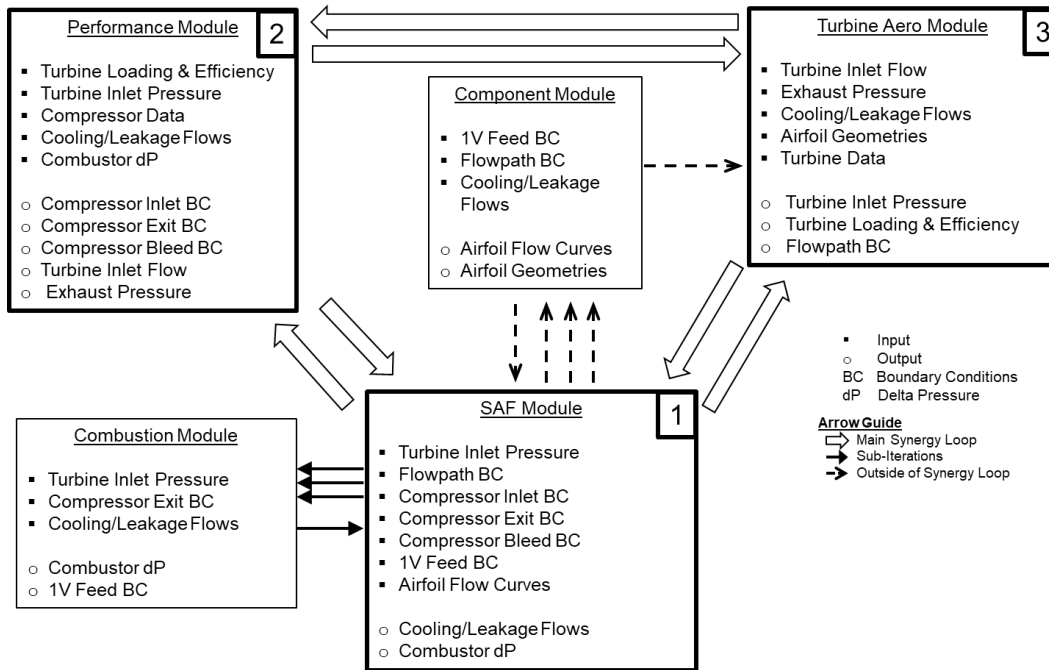 Performance Module
2
▪ Turbine Loading & Efficiency
▪ Turbine Inlet Pressure
▪ Compressor Data
▪ Cooling/Leakage Flows
▪ Combustor dP
○ Compressor Inlet BC
○ Compressor Exit BC
○ Compressor Bleed BC
○ Turbine Inlet Flow
○ Exhaust Pressure
Component Module
▪ 1V Feed BC
▪ Flowpath BC
▪ Cooling/Leakage
Flows
○ Airfoil Flow Curves
○ Airfoil Geometries
Turbine Aero Module
3
▪ Turbine Inlet Flow
▪ Exhaust Pressure
▪ Cooling/Leakage Flows
▪ Airfoil Geometries
▪ Turbine Data
○ Turbine Inlet Pressure
○ Turbine Loading & Efficiency
○ Flowpath BC
Combustion Module
▪ Turbine Inlet Pressure
▪ Compressor Exit BC
▪ Cooling/Leakage Flows
○ Combustor dP
○ 1V Feed BC
SAF Module
1
▪ Turbine Inlet Pressure
▪ Flowpath BC
▪ Compressor Inlet BC
▪ Compressor Exit BC
▪ Compressor Bleed BC
▪ 1V Feed BC
▪ Airfoil Flow Curves
○ Cooling/Leakage Flows
○ Combustor dP
▪ Input
○ Output
BC Boundary Conditions
dP Delta Pressure
Arrow Guide
Main Synergy Loop
Sub-Iterations
Outside of Synergy Loop